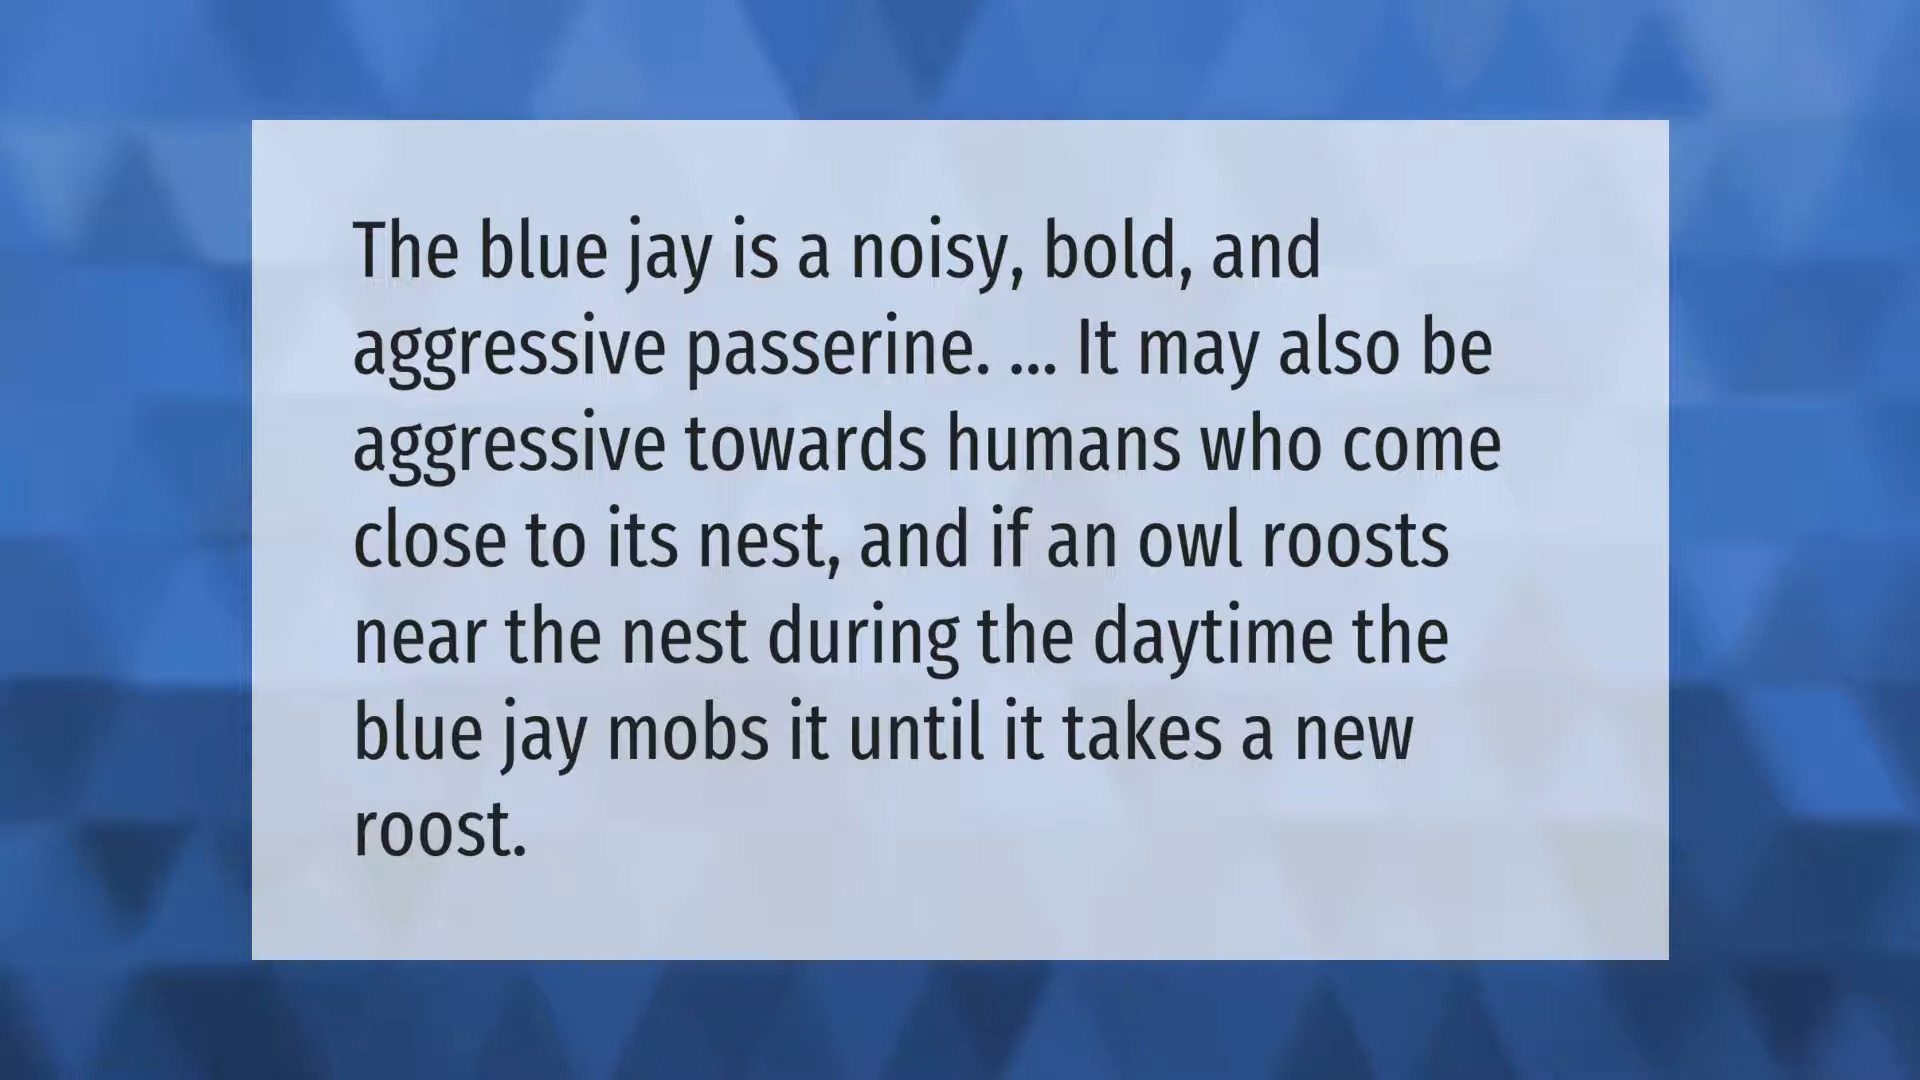 The blue jay is a noisy, bold, and
aggressive passerine. ... It may also be
aggressive towards humans who come
close to its nest, and if an owl roosts
near the nest during the daytime the
blue jay mobs it until it takes a new
roost.